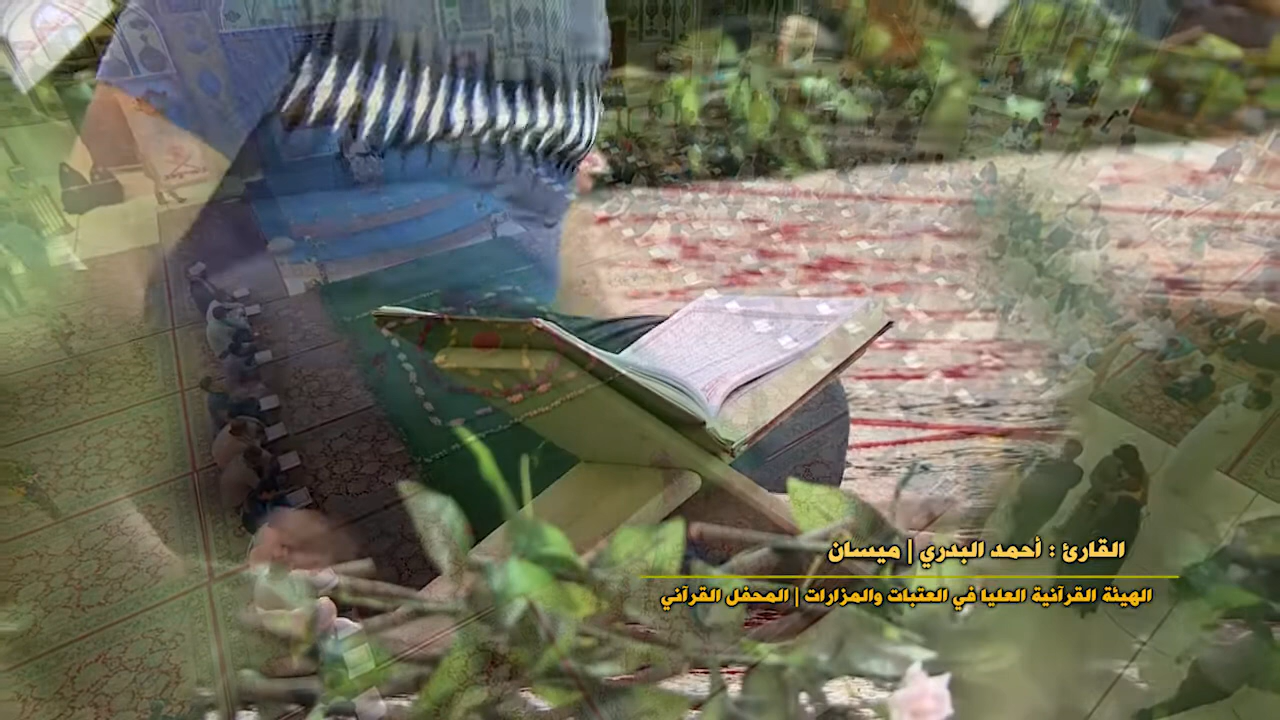 القارئ : أحمد البدري | ميسان
الهيئة القرآنية العليا في العتبات والمزارات | المحفل القرآني